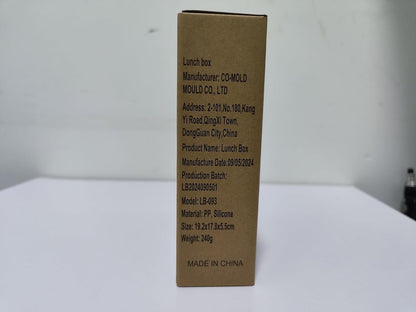 Lunch box
Manufacturer: CO-MOLD
MOULD CO., LTD
Address: 2-101,No.180,Kang
Yi Road,QingXi Town,
DongGuan City,China
Product Name: Lunch Box
Manufacture Date:09/05/2024
Production Batch:
LB2024090501
Model: LB-093
Material: PP, Silicone
Size: 19.2x17.8x5.5cm
Weight: 240g
MADE IN CHINA